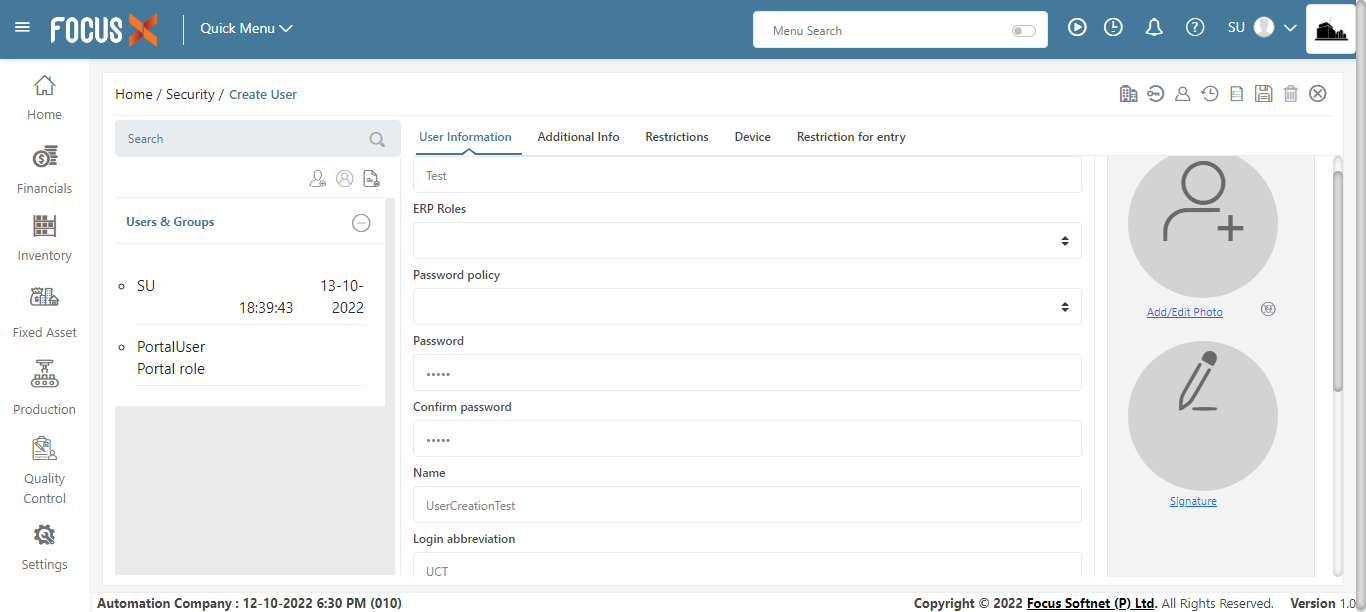 FOCUS X
Quick Menu
Menu Search
SU
Home
Financials
Inventory
Fixed Asset
Production
Quality
Control
Settings
Home / Security / Create User
Search
Users & Groups
SU 13-10-
18:39:43 2022
PortalUser
Portal role
User Information Additional Info Restrictions Device Restriction for entry
Test
ERP Roles
Password policy
Password
•••••
Confirm password
•••••
Name
UserCreationTest
Login abbreviation
UCT
Add/Edit Photo
Signature
Automation Company : 12-10-2022 6:30 PM (010)
Copyright © 2022 Focus Softnet (P) Ltd. All Rights Reserved. Version 1.0